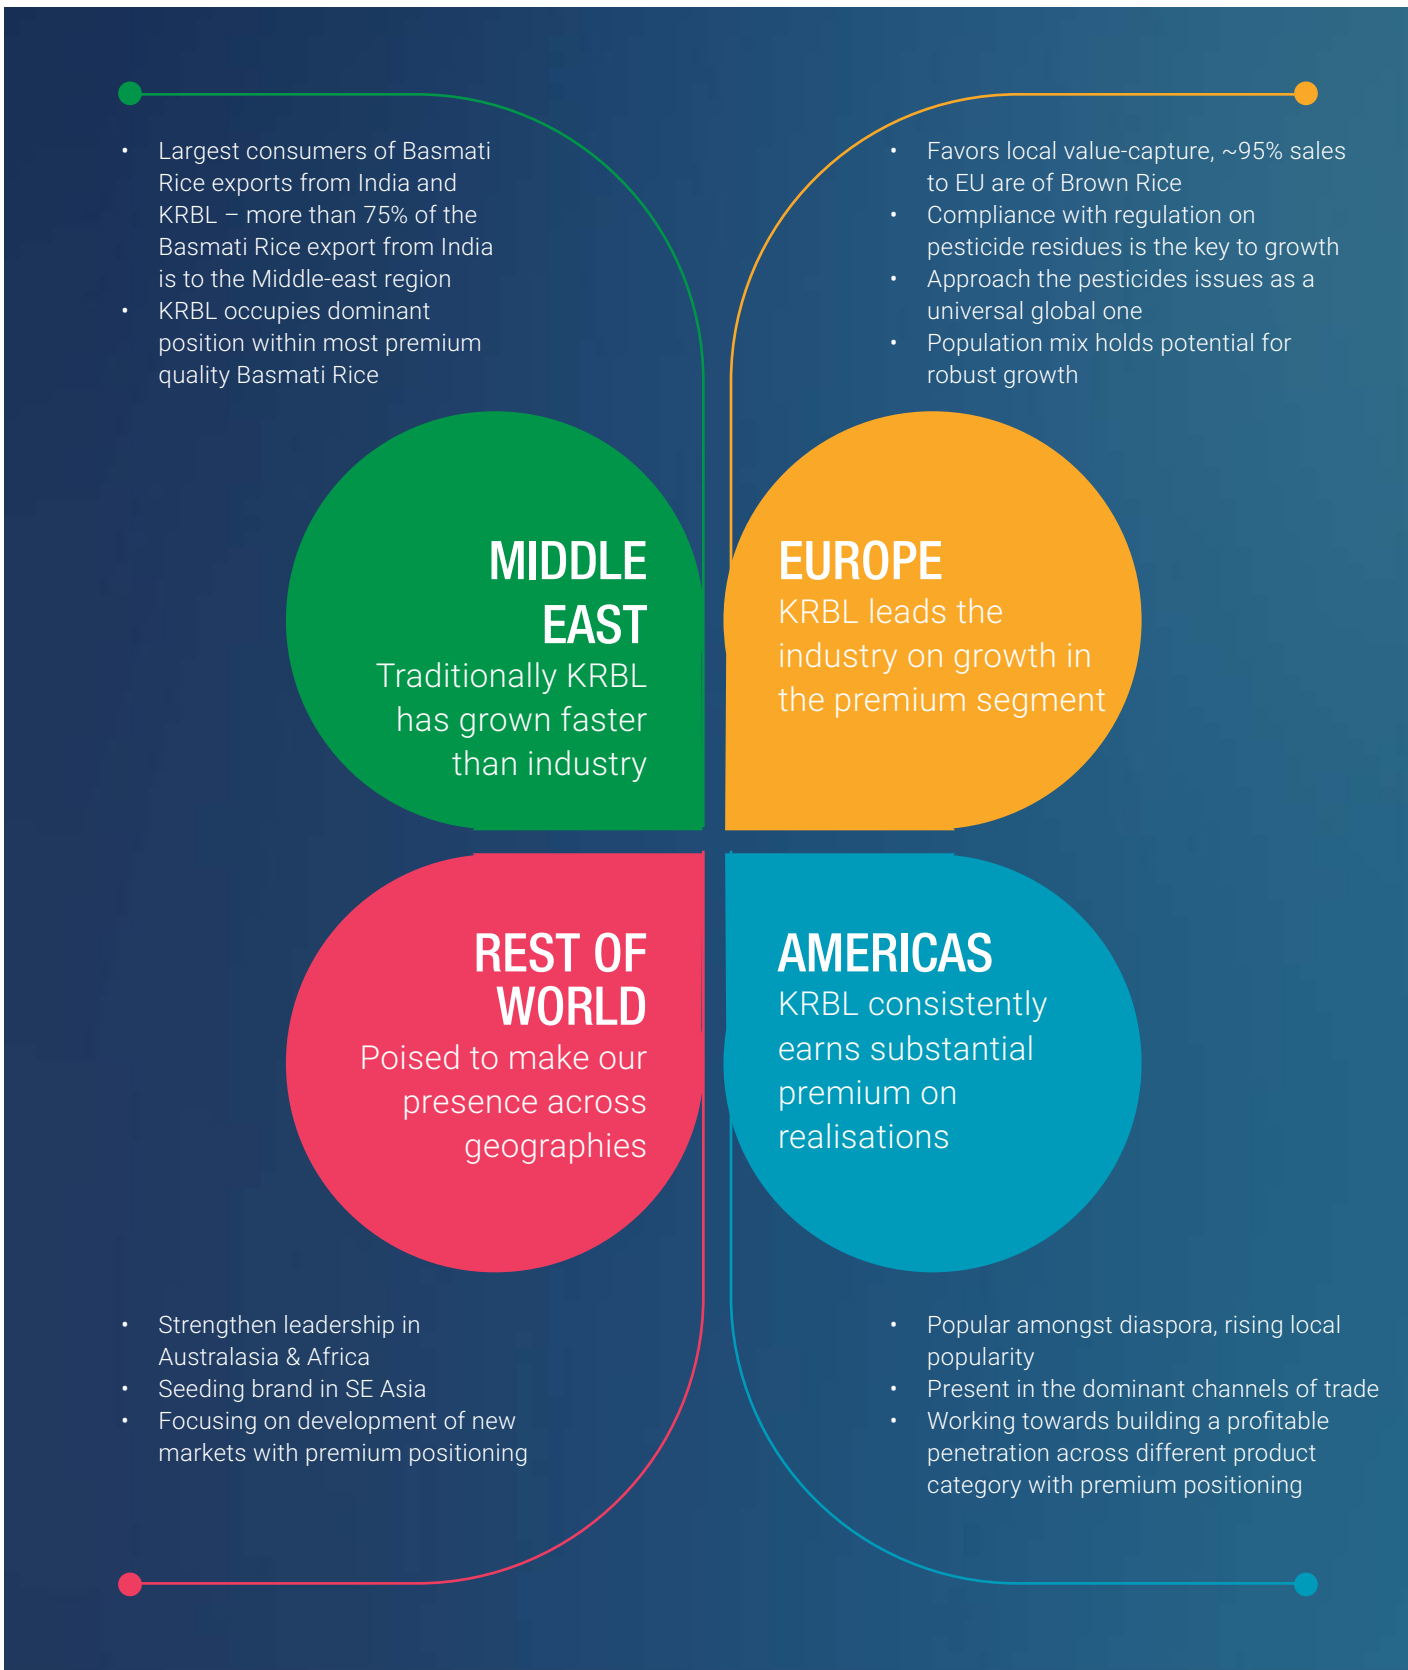 • Largest consumers of Basmati
Rice exports from India and
KRBL – more than 75% of the
Basmati Rice export from India
is to the Middle-east region
• KRBL occupies dominant
position within most premium
quality Basmati Rice
• Favors local value-capture, ~95% sales
to EU are of Brown Rice
• Compliance with regulation on
pesticide residues is the key to growth
• Approach the pesticides issues as a
universal global one
• Population mix holds potential for
robust growth
MIDDLE
EAST
Traditionally KRBL
has grown faster
than industry
EUROPE
KRBL leads the
industry on growth in
the premium segment
REST OF
WORLD
Poised to make our
presence across
geographies
AMERICAS
KRBL consistently
earns substantial
premium on
realisations
• Strengthen leadership in
Australasia & Africa
• Seeding brand in SE Asia
• Focusing on development of new
markets with premium positioning
• Popular amongst diaspora, rising local
popularity
• Present in the dominant channels of trade
• Working towards building a profitable
penetration across different product
category with premium positioning